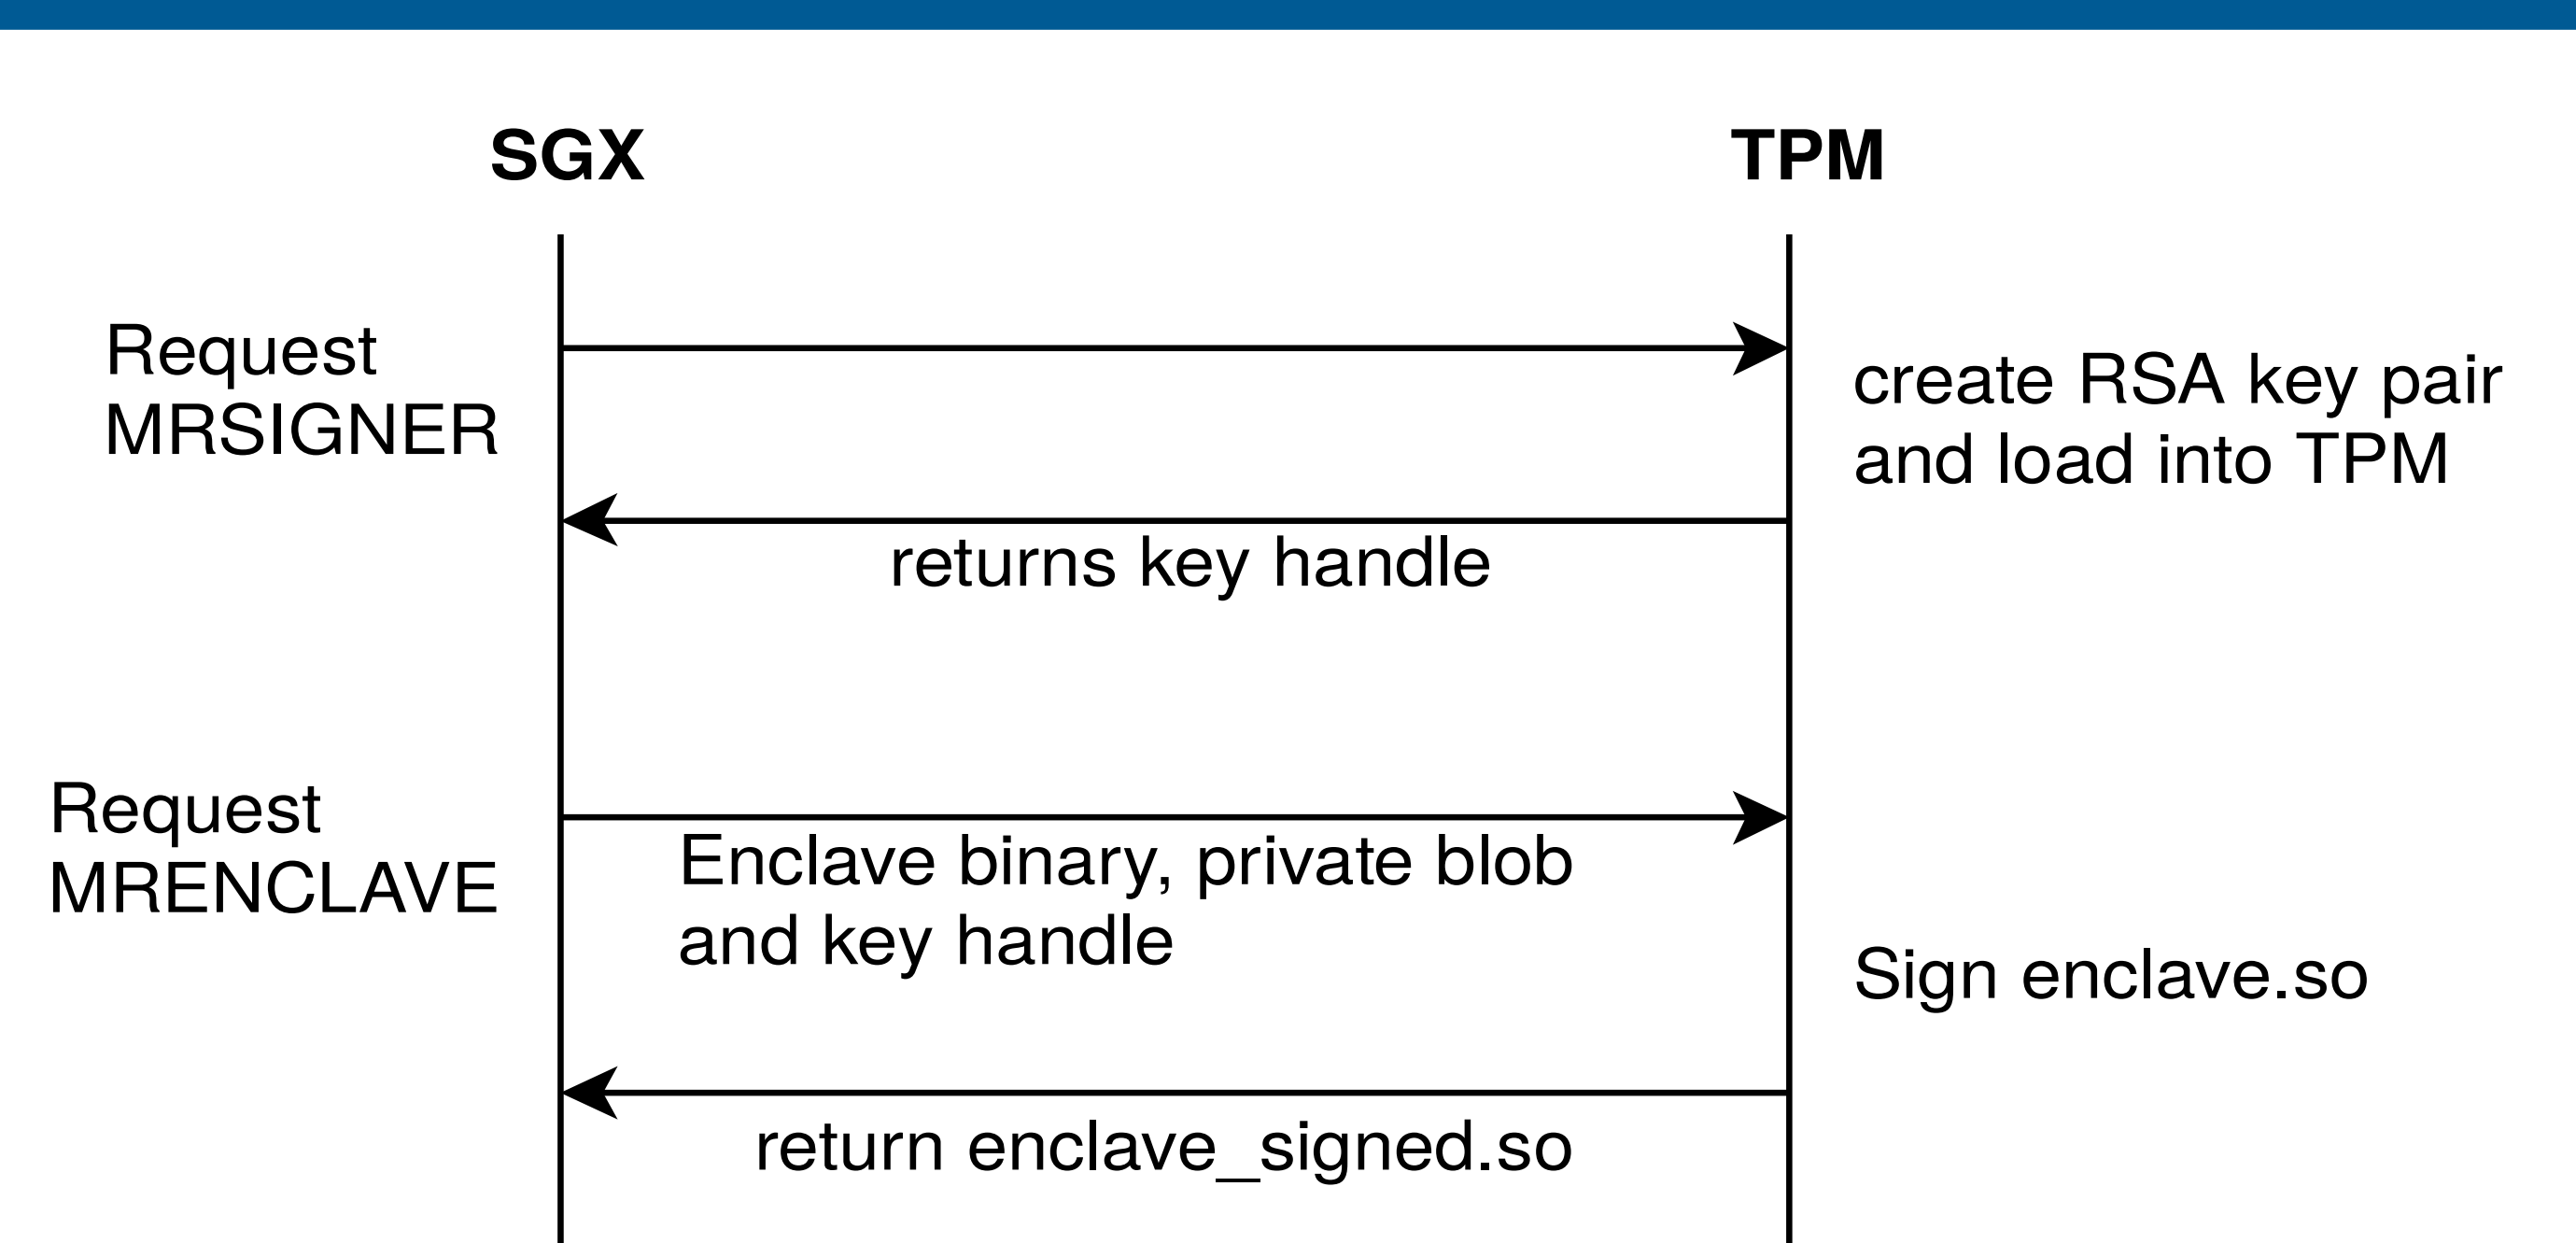 SGX
TPM
Request
MRSIGNER
create RSA key pair
and load into TPM
returns key handle
Request
MRENCLAVE
Enclave binary, private blob
and key handle
Sign enclave.so
return enclave_signed.so